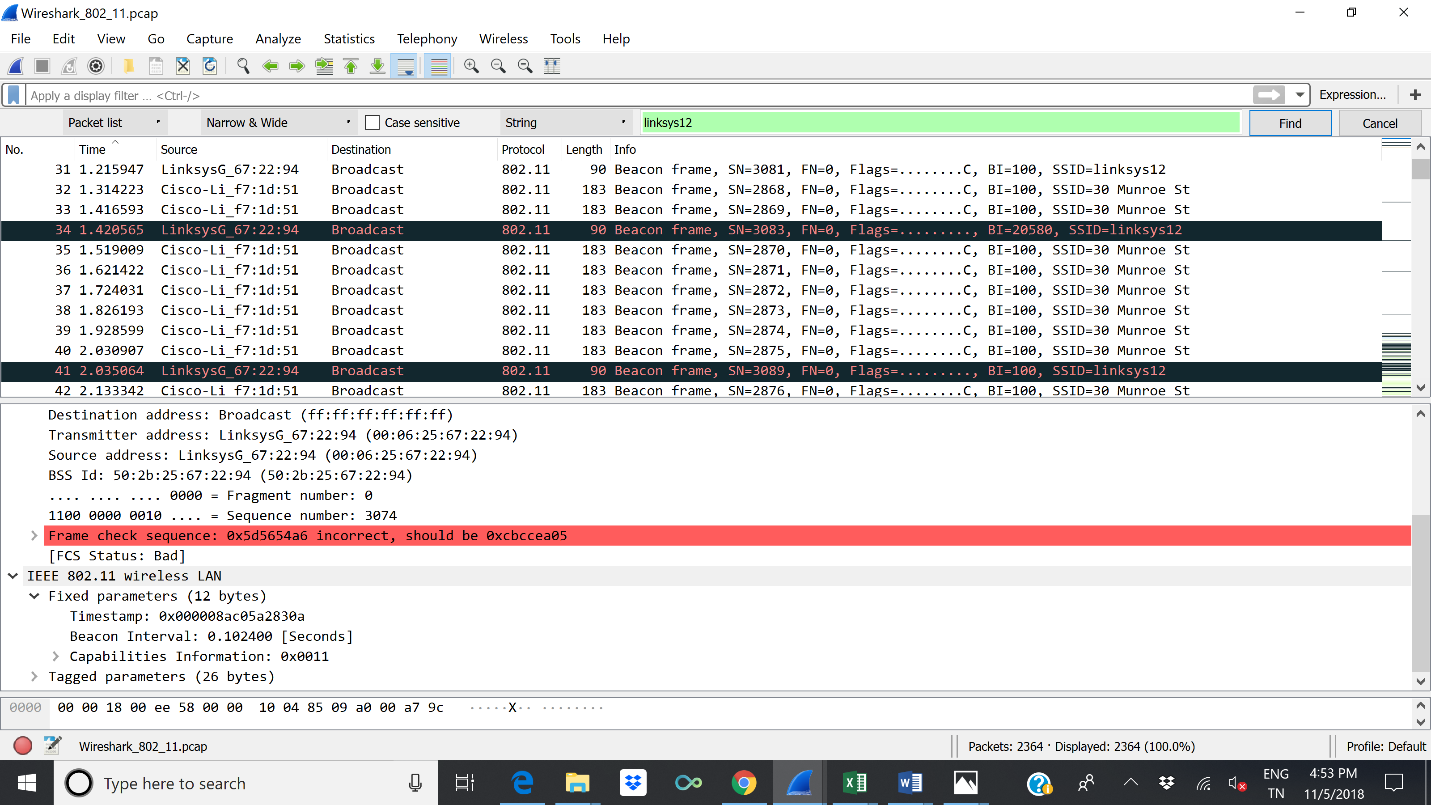 Wireshark_802_11.pcap
File Edit View Go Capture Analyze Statistics Telephony Wireless Tools Help
Apply a display filter ... <Ctrl-/> Expression... +
Packet list Narrow & Wide Case sensitive String linksys12 Find Cancel
No. Time Source Destination Protocol Length Info
31 1.215947 LinksysG_67:22:94 Broadcast 802.11 90 Beacon frame, SN=3081, FN=0, Flags=........C, BI=100, SSID=linksys12
32 1.314223 Cisco-Li_f7:1d:51 Broadcast 802.11 183 Beacon frame, SN=2868, FN=0, Flags=........C, BI=100, SSID=30 Munroe St
33 1.416593 Cisco-Li_f7:1d:51 Broadcast 802.11 183 Beacon frame, SN=2869, FN=0, Flags=........C, BI=100, SSID=30 Munroe St
34 1.420565 LinksysG_67:22:94 Broadcast 802.11 90 Beacon frame, SN=3083, FN=0, Flags=........., BI=20580, SSID=linksys12
35 1.519009 Cisco-Li_f7:1d:51 Broadcast 802.11 183 Beacon frame, SN=2870, FN=0, Flags=........C, BI=100, SSID=30 Munroe St
36 1.621422 Cisco-Li_f7:1d:51 Broadcast 802.11 183 Beacon frame, SN=2871, FN=0, Flags=........C, BI=100, SSID=30 Munroe St
37 1.724031 Cisco-Li_f7:1d:51 Broadcast 802.11 183 Beacon frame, SN=2872, FN=0, Flags=........C, BI=100, SSID=30 Munroe St
38 1.826193 Cisco-Li_f7:1d:51 Broadcast 802.11 183 Beacon frame, SN=2873, FN=0, Flags=........C, BI=100, SSID=30 Munroe St
39 1.928599 Cisco-Li_f7:1d:51 Broadcast 802.11 183 Beacon frame, SN=2874, FN=0, Flags=........C, BI=100, SSID=30 Munroe St
40 2.030907 Cisco-Li_f7:1d:51 Broadcast 802.11 183 Beacon frame, SN=2875, FN=0, Flags=........C, BI=100, SSID=30 Munroe St
41 2.035064 LinksysG_67:22:94 Broadcast 802.11 90 Beacon frame, SN=3089, FN=0, Flags=........., BI=100, SSID=linksys12
42 2.133342 Cisco-Li_f7:1d:51 Broadcast 802.11 183 Beacon frame, SN=2876, FN=0, Flags=........C, BI=100, SSID=30 Munroe St
Destination address: Broadcast (ff:ff:ff:ff:ff:ff)
Transmitter address: LinksysG_67:22:94 (00:06:25:67:22:94)
Source address: LinksysG_67:22:94 (00:06:25:67:22:94)
BSS Id: 50:2b:25:67:22:94 (50:2b:25:67:22:94)
.... .... .... 0000 = Fragment number: 0
1100 0000 0010 .... = Sequence number: 3074
Frame check sequence: 0x5d5654a6 incorrect, should be 0xcbccea05
[FCS Status: Bad]
IEEE 802.11 wireless LAN
Fixed parameters (12 bytes)
Timestamp: 0x000008ac05a2830a
Beacon Interval: 0.102400 [Seconds]
Capabilities Information: 0x0011
Tagged parameters (26 bytes)
0000 00 00 18 00 ee 58 00 00 10 04 85 09 a0 00 a7 9c ·····X·· ········
Wireshark_802_11.pcap Packets: 2364 · Displayed: 2364 (100.0%) Profile: Default
Type here to search ENG 4:53 PM
TN 11/5/2018